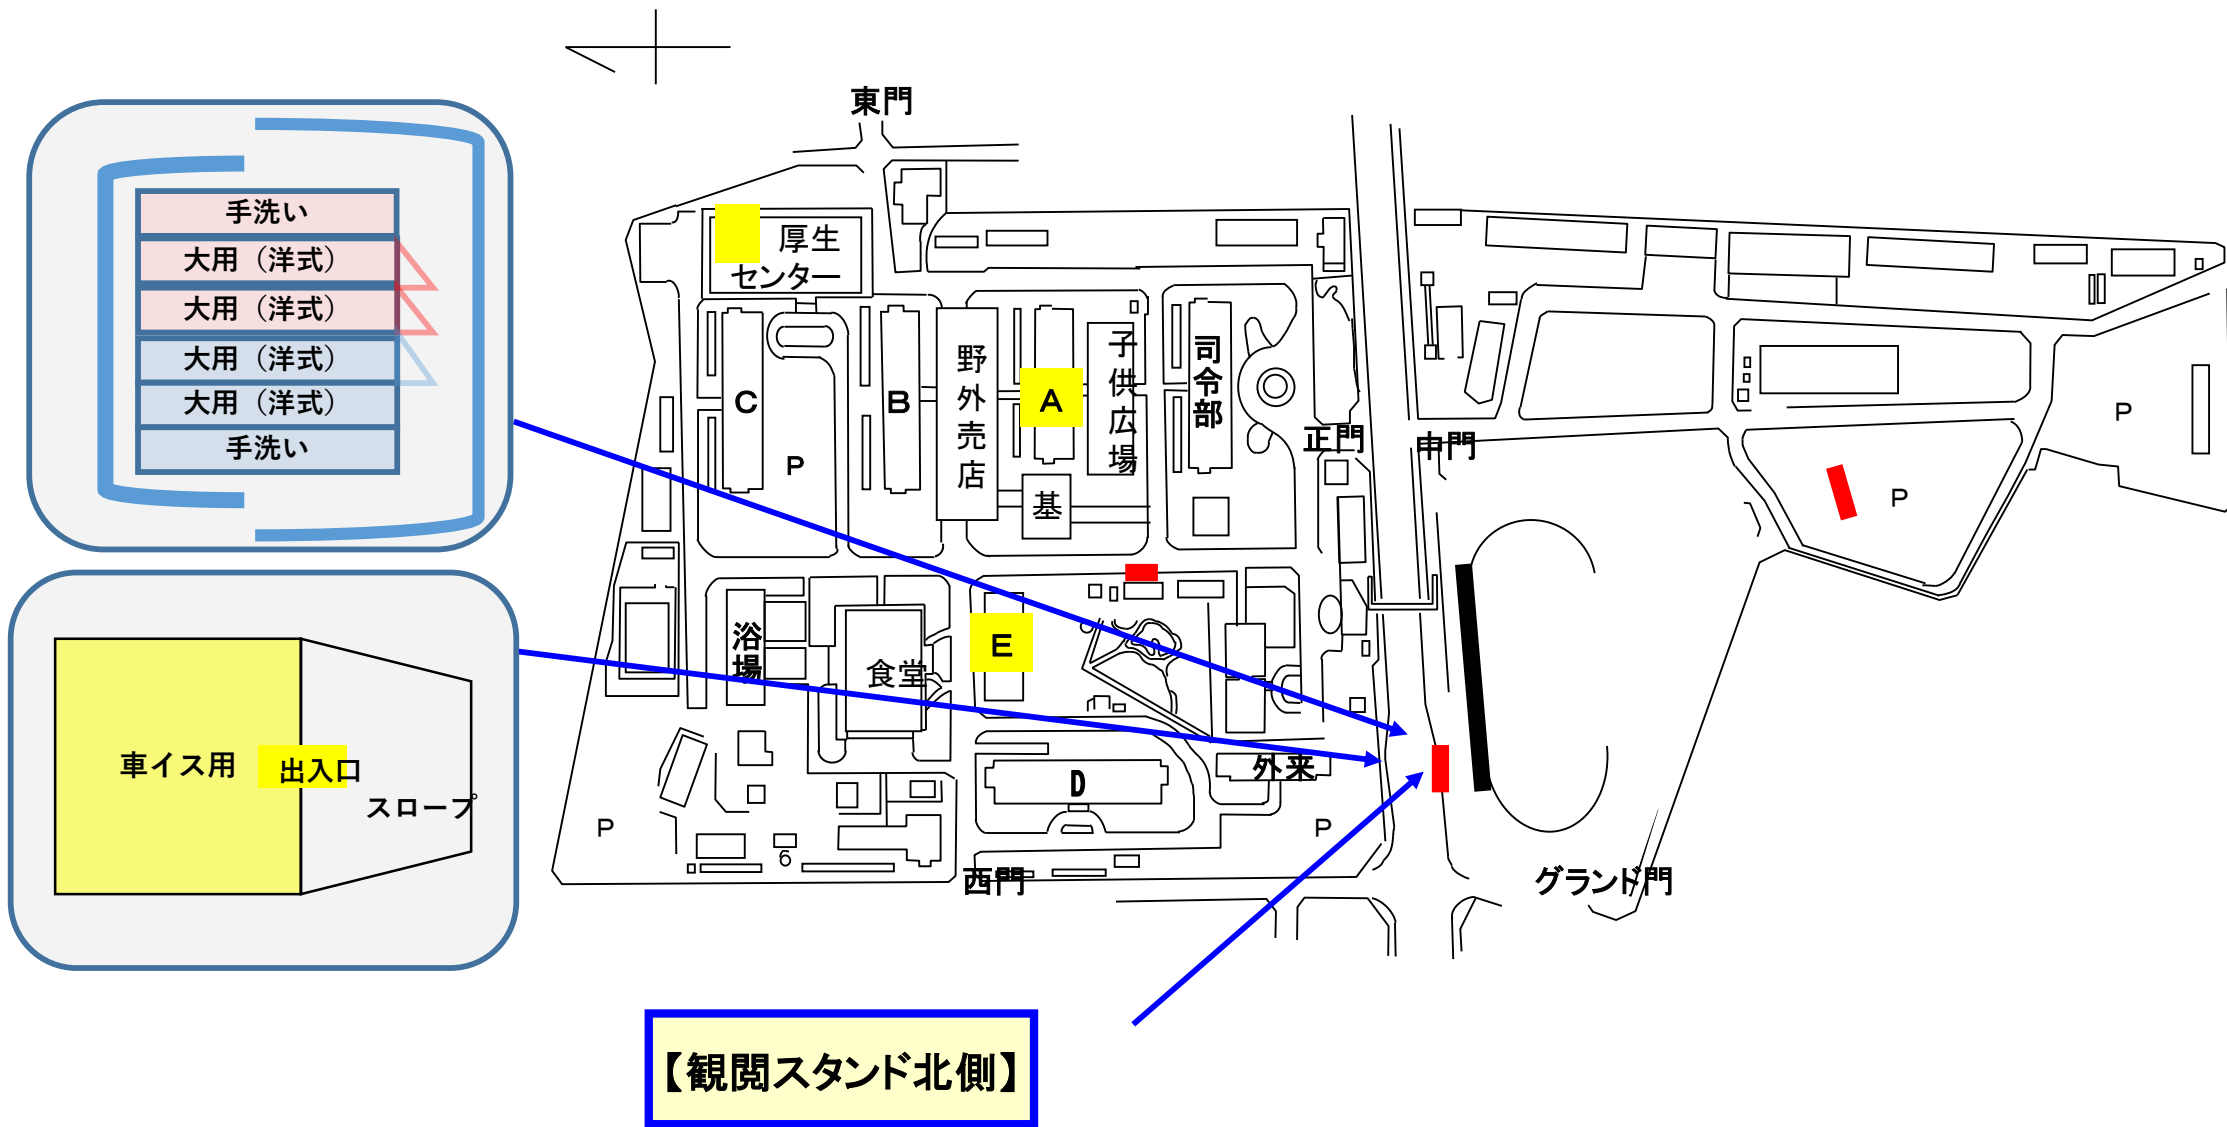 東門
手洗い
大用（洋式）
大用（洋式）
大用（洋式）
大用（洋式）
手洗い
車イス用
出入口
スロープ
厚生
センター
C
P
B
野外売店
A
子供広場
基
司令部
正門
中門
P
P
浴場
食堂
E
D
外来
P
P
6
西門
グランド門
【観閲スタンド北側】